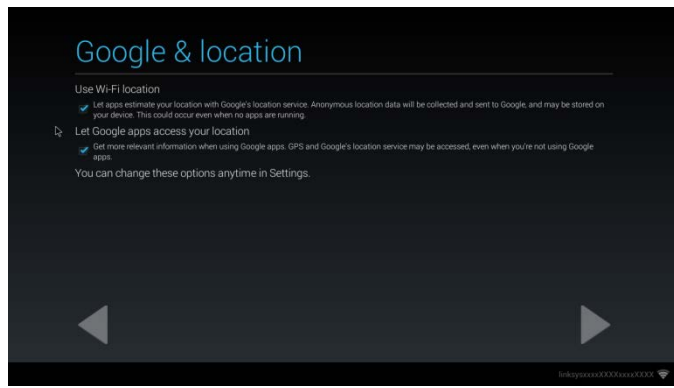 Google & location
Use Wi-Fi location
Let apps estimate your location with Google's location service. Anonymous location data will be collected and sent to Google, and may be stored on
your device. This could occur even when no apps are running.
Let Google apps access your location
Get more relevant information when using Google apps. GPS and Google's location service may be accessed, even when you're not using Google
apps.
You can change these options anytime in Settings.